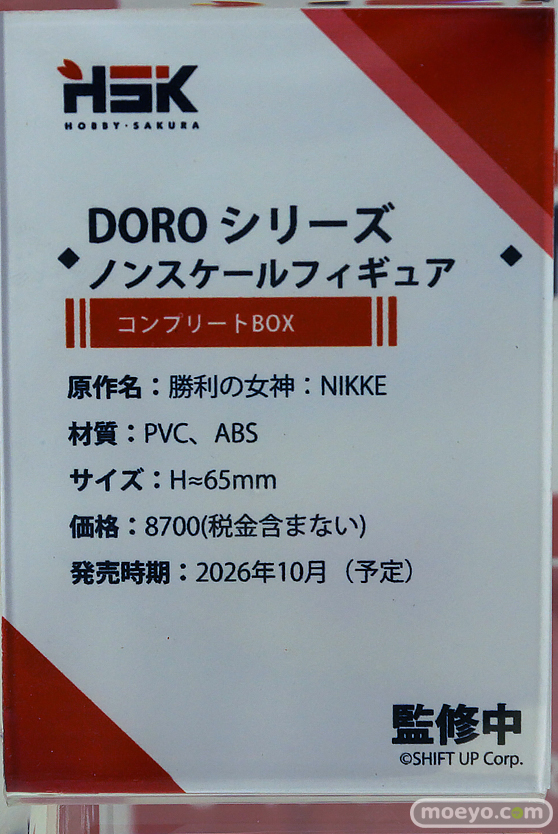 HSK
HOBBY·SAKURA
DORO シリーズ
ノンスケールフィギュア
コンプリートBOX
原作名：勝利の女神：NIKKE
材質：PVC、ABS
サイズ：H≈65mm
価格：8700(税金含まない)
発売時期：2026年10月（予定）
監修中
©SHIFT UP Corp.
moeyo.com